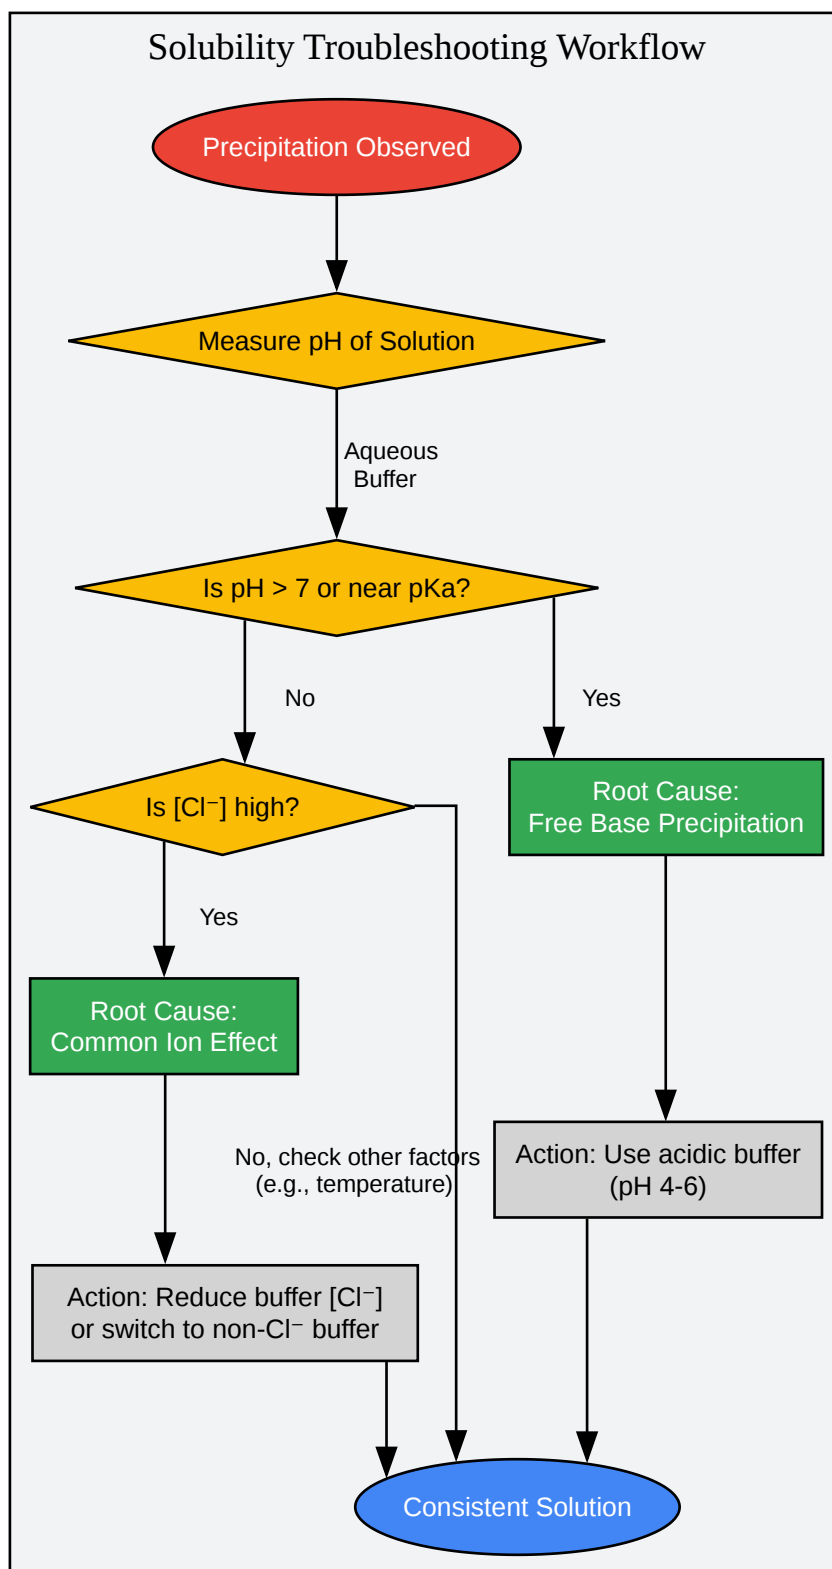 Solubility Troubleshooting Workflow
Precipitation Observed
Measure pH of Solution
Aqueous
Buffer
Is pH > 7 or near pKa?
No
Yes
Is [Cl⁻] high?
Root Cause:
Free Base Precipitation
Yes
Root Cause:
Common Ion Effect
No, check other factors
(e.g., temperature)
Action: Use acidic buffer
(pH 4-6)
Action: Reduce buffer [Cl⁻]
or switch to non-Cl⁻ buffer
Consistent Solution